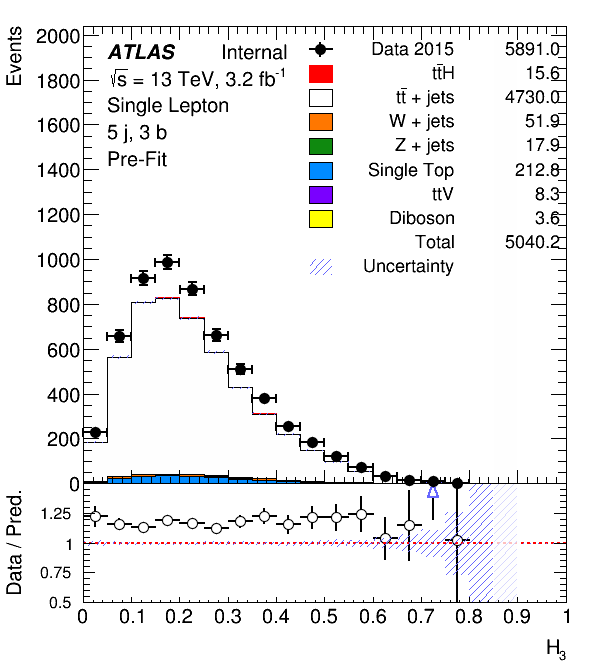 Events
2000
1800
1600
1400
1200
1000
800
600
400
200
0
ATLAS Internal
√s = 13 TeV, 3.2 fb⁻¹
Single Lepton
5 j, 3 b
Pre-Fit
Data 2015 5891.0
tt̄H 15.6
tt̄ + jets 4730.0
W + jets 51.9
Z + jets 17.9
Single Top 212.8
ttV 8.3
Diboson 3.6
Total 5040.2
Uncertainty
Data / Pred.
1.25
1
0.75
0.5
0 0.1 0.2 0.3 0.4 0.5 0.6 0.7 0.8 0.9 1
H₃